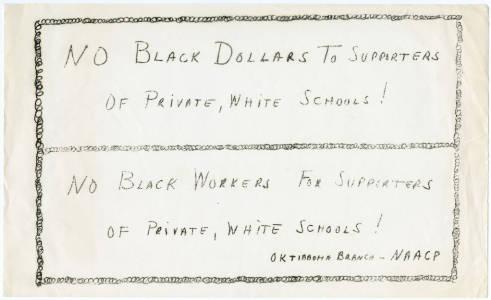 No Black Dollars To Supporters
Of Private, White Schools!
No Black Workers For Supporters
of Private, White Schools!
Oktibbeha Branch - NAACP